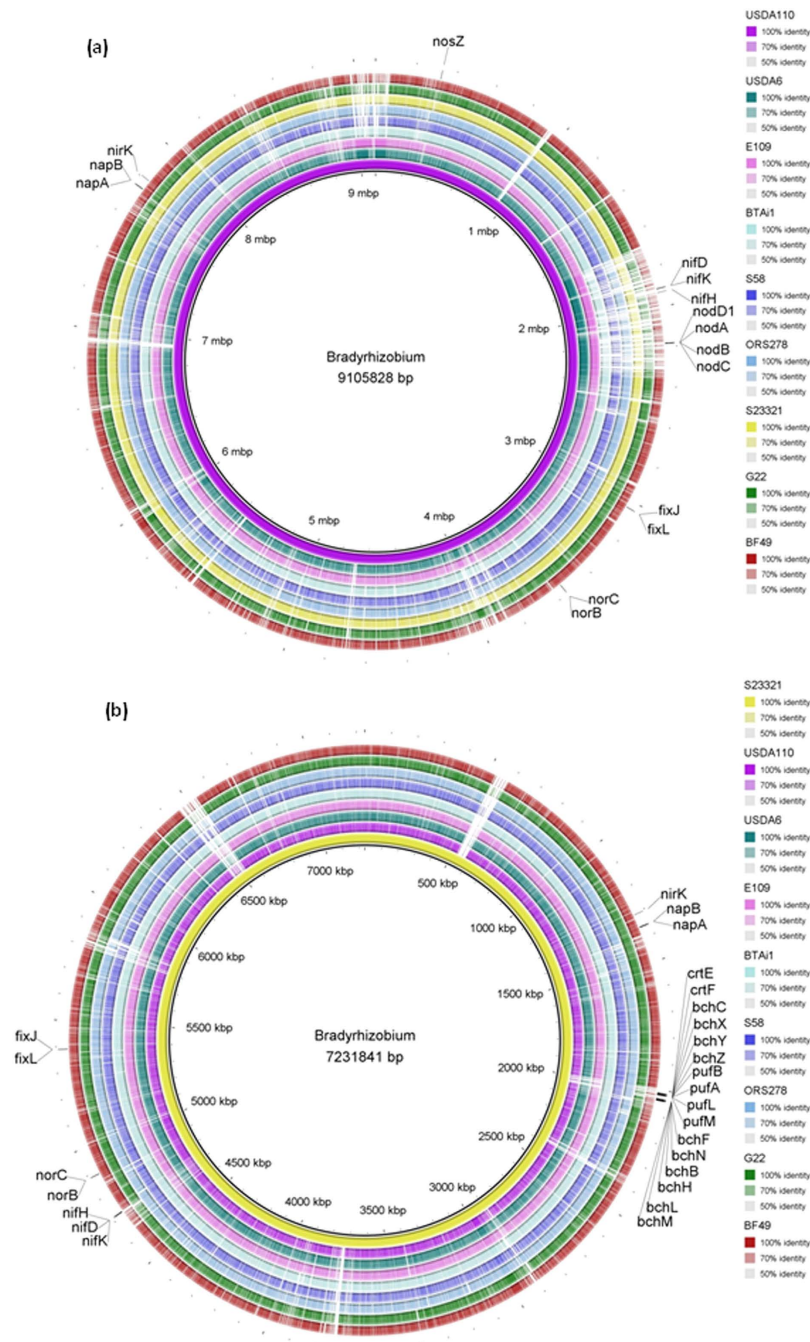 (a)
nosZ
nirK
napB
napA
9 mbp
1 mbp
8 mbp
nifD
nifK
nifH
nodD1
nodA
nodB
nodC
2 mbp
7 mbp
Bradyrhizobium
9105828 bp
3 mbp
6 mbp
fixJ
fixL
5 mbp
4 mbp
norC
norB
USDA110
100% identity
70% identity
50% identity
USDA6
100% identity
70% identity
50% identity
E109
100% identity
70% identity
50% identity
BTAi1
100% identity
70% identity
50% identity
S58
100% identity
70% identity
50% identity
ORS278
100% identity
70% identity
50% identity
S23321
100% identity
70% identity
50% identity
G22
100% identity
70% identity
50% identity
BF49
100% identity
70% identity
50% identity
(b)
7000 kbp
500 kbp
6500 kbp
1000 kbp
nirK
napB
napA
6000 kbp
1500 kbp
crtE
crtF
bchC
bchX
bchY
bchZ
pufB
pufA
pufL
pufM
bchF
bchN
bchB
bchH
bchL
bchM
5500 kbp
fixJ
fixL
Bradyrhizobium
7231841 bp
2000 kbp
5000 kbp
2500 kbp
4500 kbp
3000 kbp
4000 kbp
3500 kbp
norC
norB
nifH
nifD
nifK
S23321
100% identity
70% identity
50% identity
USDA110
100% identity
70% identity
50% identity
USDA6
100% identity
70% identity
50% identity
E109
100% identity
70% identity
50% identity
BTAi1
100% identity
70% identity
50% identity
S58
100% identity
70% identity
50% identity
ORS278
100% identity
70% identity
50% identity
G22
100% identity
70% identity
50% identity
BF49
100% identity
70% identity
50% identity